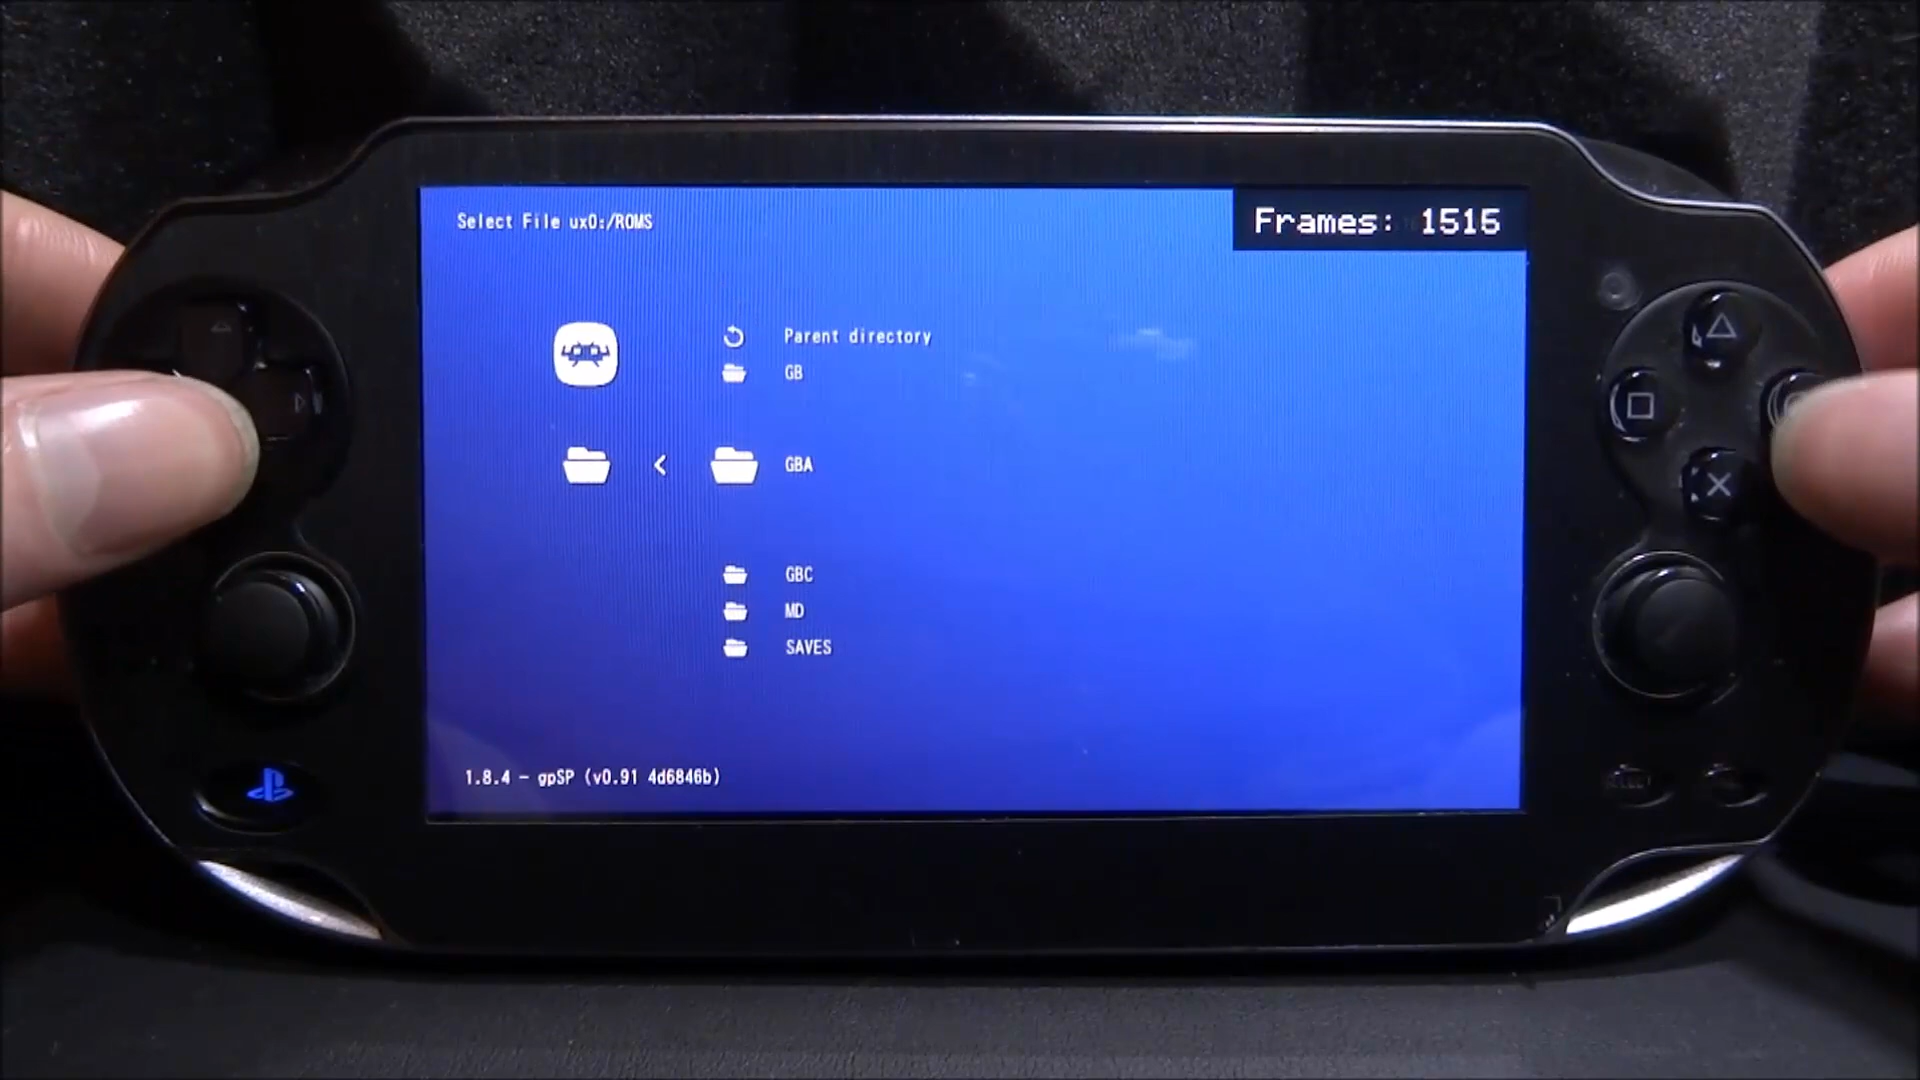 Select File ux0:/ROMS
Frames: 1515
Parent directory
GB
GBA
GBC
MD
SAVES
1.8.4 - gpSP (v0.91 4d6846b)